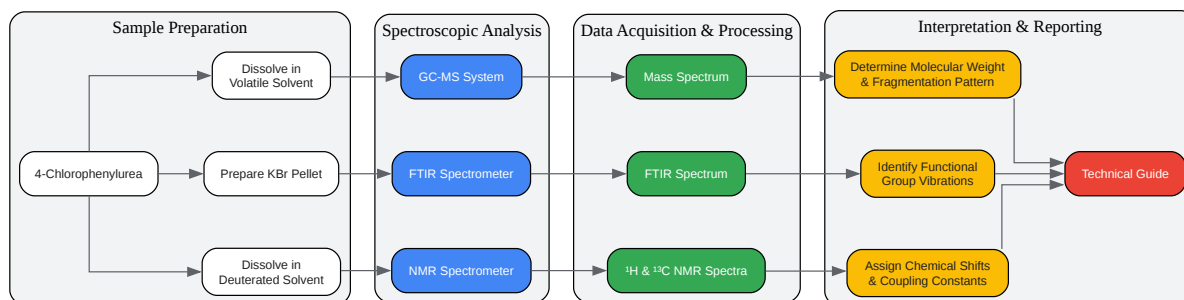 Sample Preparation
Spectroscopic Analysis
Data Acquisition & Processing
Interpretation & Reporting
Dissolve in
Volatile Solvent
GC-MS System
Mass Spectrum
Determine Molecular Weight
& Fragmentation Pattern
4-Chlorophenylurea
Prepare KBr Pellet
FTIR Spectrometer
FTIR Spectrum
Identify Functional
Group Vibrations
Technical Guide
Dissolve in
Deuterated Solvent
NMR Spectrometer
¹H & ¹³C NMR Spectra
Assign Chemical Shifts
& Coupling Constants